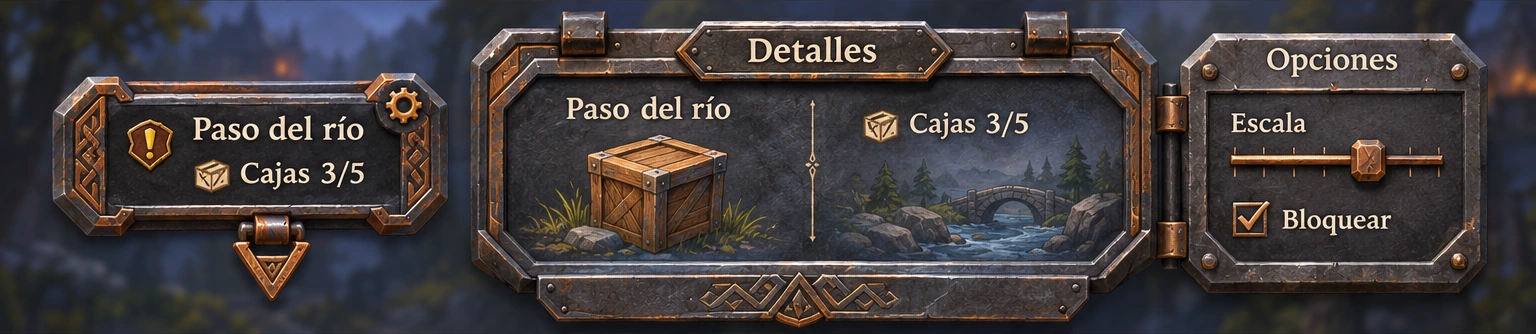 Paso del río
Cajas 3/5
Detalles
Paso del río
Cajas 3/5
Opciones
Escala
Bloquear